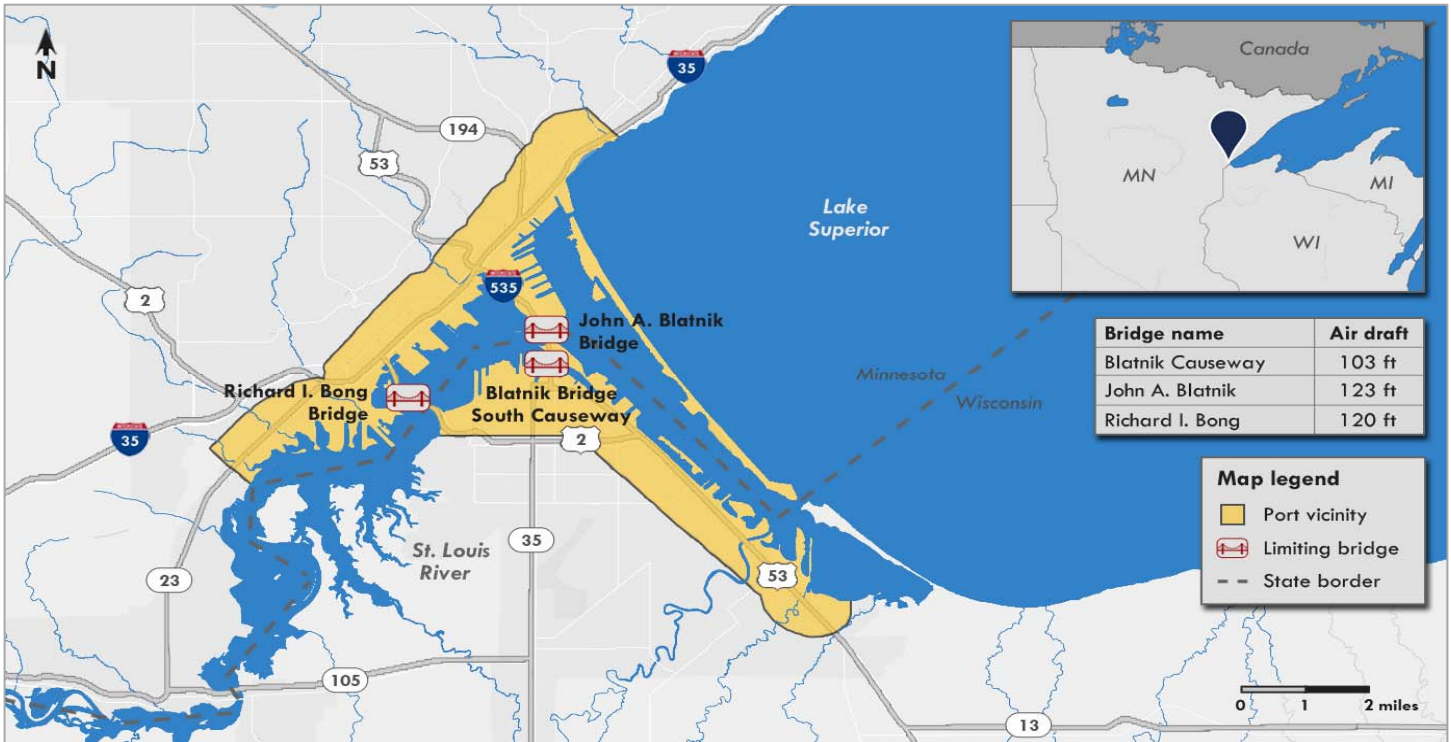 N
INTERSTATE
35
194
53
Canada
MN
MI
WI
Lake
Superior
2
INTERSTATE
535
John A. Blatnik
Bridge
Richard I. Bong
Bridge
Blatnik Bridge
South Causeway
Minnesota
Wisconsin
Bridge name Air draft
Blatnik Causeway 103 ft
John A. Blatnik 123 ft
Richard I. Bong 120 ft
INTERSTATE
35
2
Map legend
Port vicinity
Limiting bridge
State border
St. Louis
River
35
23
53
105
13
0 1 2 miles